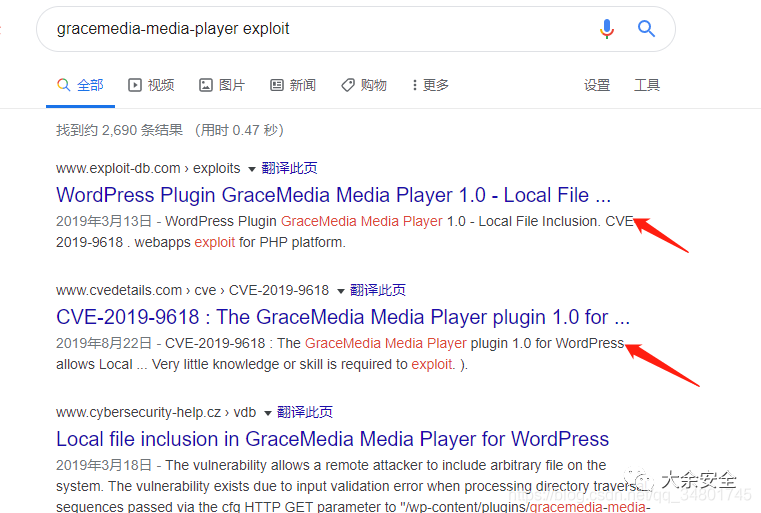 gracemedia-media-player exploit
全部 视频 图片 新闻 购物 更多 设置 工具
找到约 2,690 条结果 （用时 0.47 秒）
www.exploit-db.com › exploits 翻译此页
WordPress Plugin GraceMedia Media Player 1.0 - Local File ...
2019年3月13日 - WordPress Plugin GraceMedia Media Player 1.0 - Local File Inclusion. CVE
2019-9618 . webapps exploit for PHP platform.
www.cvedetails.com › cve › CVE-2019-9618 翻译此页
CVE-2019-9618 : The GraceMedia Media Player plugin 1.0 for ...
2019年8月22日 - CVE-2019-9618 : The GraceMedia Media Player plugin 1.0 for WordPress
allows Local ... Very little knowledge or skill is required to exploit. ).
www.cybersecurity-help.cz › vdb 翻译此页
Local file inclusion in GraceMedia Media Player for WordPress
2019年3月18日 - The vulnerability allows a remote attacker to include arbitrary file on the
system. The vulnerability exists due to input validation error when processing directory traversal
sequences passed via the cfg HTTP GET parameter to "/wp-content/plugins/gracemedia-media-
大余安全
https://blog.csdn.net/qq_34801745